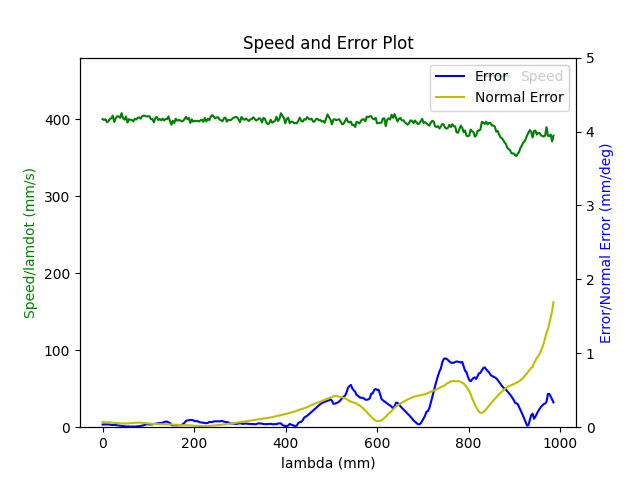 Speed and Error Plot
Speed/lamdot (mm/s)
400
300
200
100
0
5
4
3
2
1
0
Error/Normal Error (mm/deg)
0
200
400
600
800
1000
lambda (mm)
Speed
Error
Normal Error